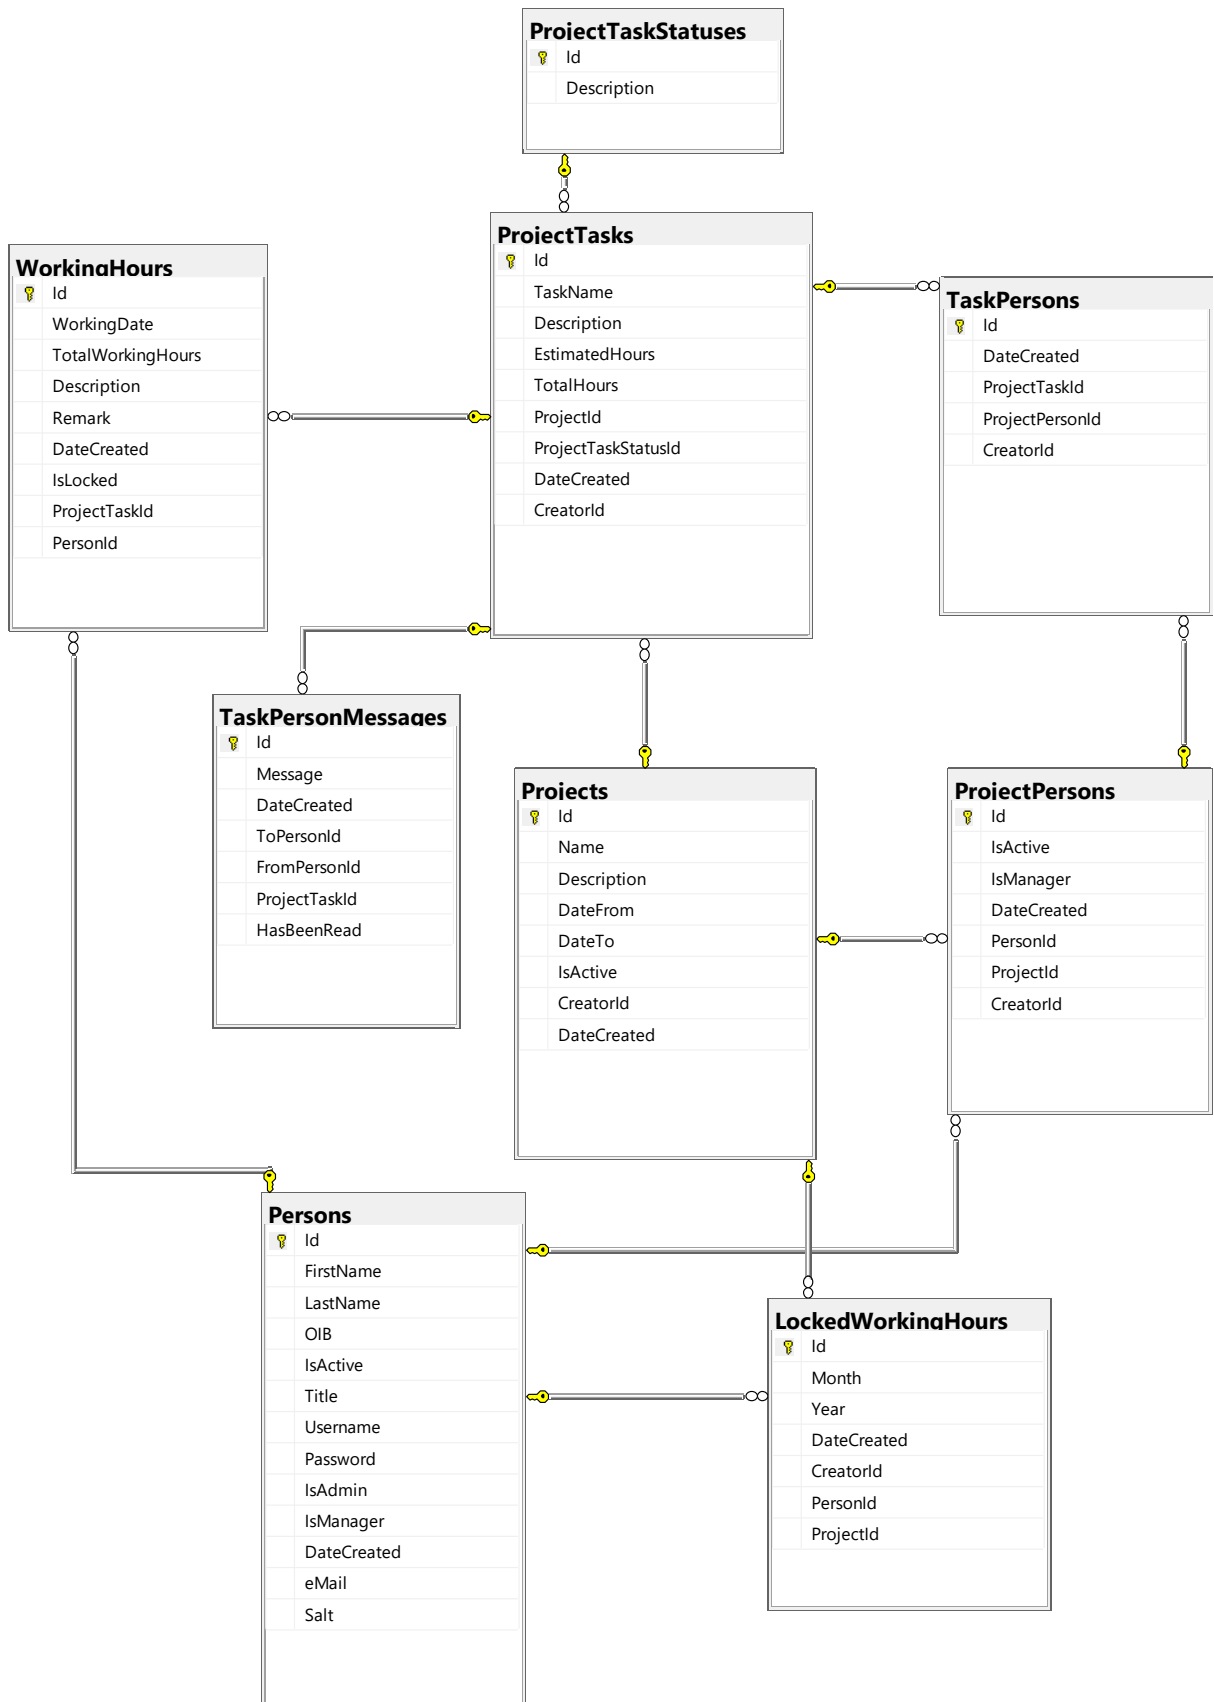 ProjectTaskStatuses
Id
Description
ProjectTasks
Id
TaskName
Description
EstimatedHours
TotalHours
ProjectId
ProjectTaskStatusId
DateCreated
CreatorId
WorkingHours
Id
WorkingDate
TotalWorkingHours
Description
Remark
DateCreated
IsLocked
ProjectTaskId
PersonId
TaskPersons
Id
DateCreated
ProjectTaskId
ProjectPersonId
CreatorId
TaskPersonMessages
Id
Message
DateCreated
ToPersonId
FromPersonId
ProjectTaskId
HasBeenRead
Projects
Id
Name
Description
DateFrom
DateTo
IsActive
CreatorId
DateCreated
ProjectPersons
Id
IsActive
IsManager
DateCreated
PersonId
ProjectId
CreatorId
Persons
Id
FirstName
LastName
OIB
IsActive
Title
Username
Password
IsAdmin
IsManager
DateCreated
eMail
Salt
LockedWorkingHours
Id
Month
Year
DateCreated
CreatorId
PersonId
ProjectId